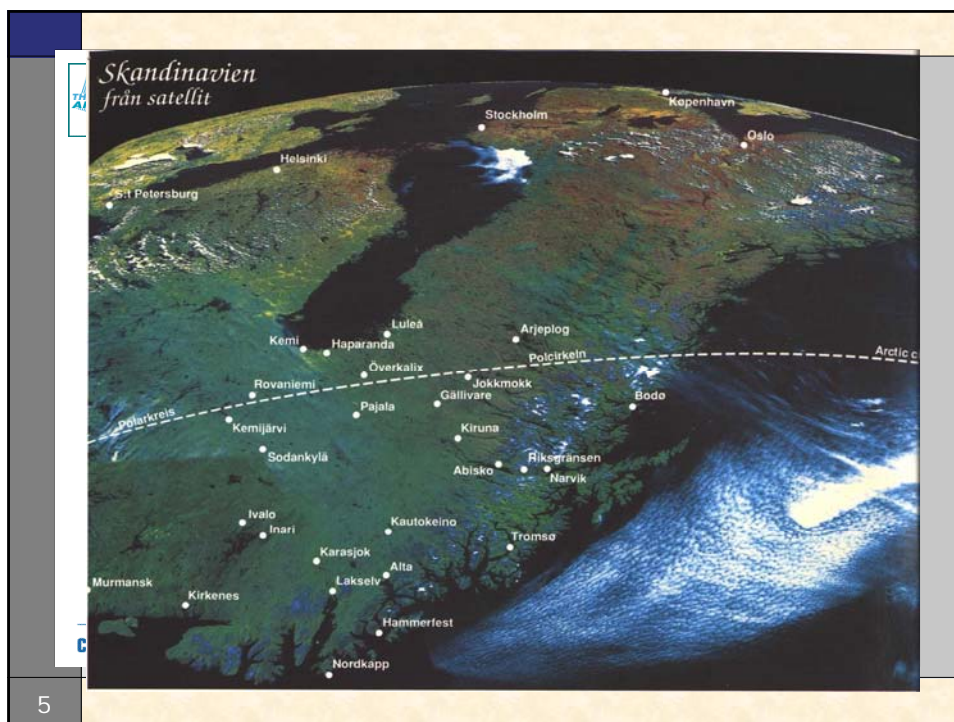 Skandinavien
från satellit
København
Stockholm
Oslo
Helsinki
S:t Petersburg
Luleå
Arjeplog
Kemi
Haparanda
Polcirkeln
Arctic c
Överkalix
Jokkmokk
Rovaniemi
Gällivare
Bodø
Pajala
Polarkreis
Kemijärvi
Kiruna
Sodankylä
Riksgränsen
Abisko
Narvik
Ivalo
Kautokeino
Inari
Tromsø
Karasjok
Alta
Murmansk
Lakselv
Kirkenes
Hammerfest
Nordkapp
5